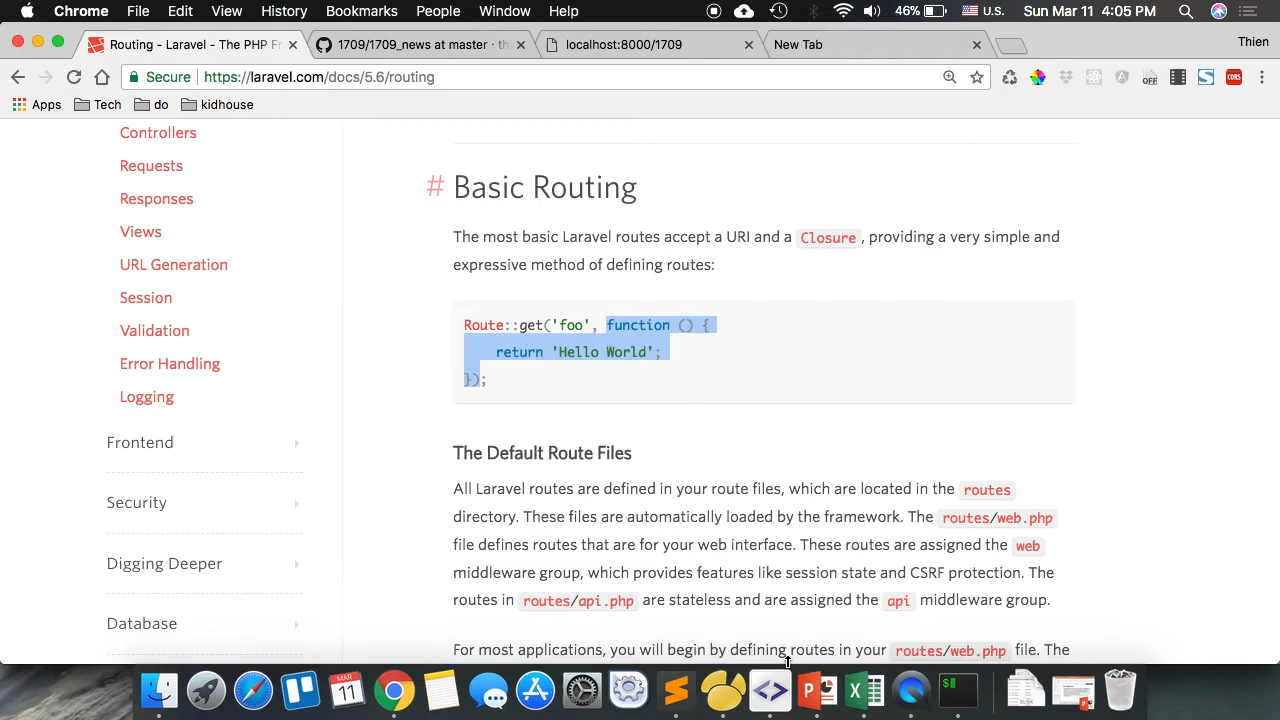 Chrome File Edit View History Bookmarks People Window Help 46% U.S. Sun Mar 11 4:05 PM
Routing - Laravel - The PHP Fr 1709/1709_news at master · th localhost:8000/1709 New Tab Thien
Secure https://laravel.com/docs/5.6/routing OFF CORS
Apps Tech do kidhouse
Controllers
Requests
Responses
Views
URL Generation
Session
Validation
Error Handling
Logging
Frontend
Security
Digging Deeper
Database
# Basic Routing
The most basic Laravel routes accept a URI and a Closure, providing a very simple and
expressive method of defining routes:
Route::get('foo', function () {
return 'Hello World';
});
The Default Route Files
All Laravel routes are defined in your route files, which are located in the routes
directory. These files are automatically loaded by the framework. The routes/web.php
file defines routes that are for your web interface. These routes are assigned the web
middleware group, which provides features like session state and CSRF protection. The
routes in routes/api.php are stateless and are assigned the api middleware group.
For most applications, you will begin by defining routes in your routes/web.php file. The
MAR
11
XLSX